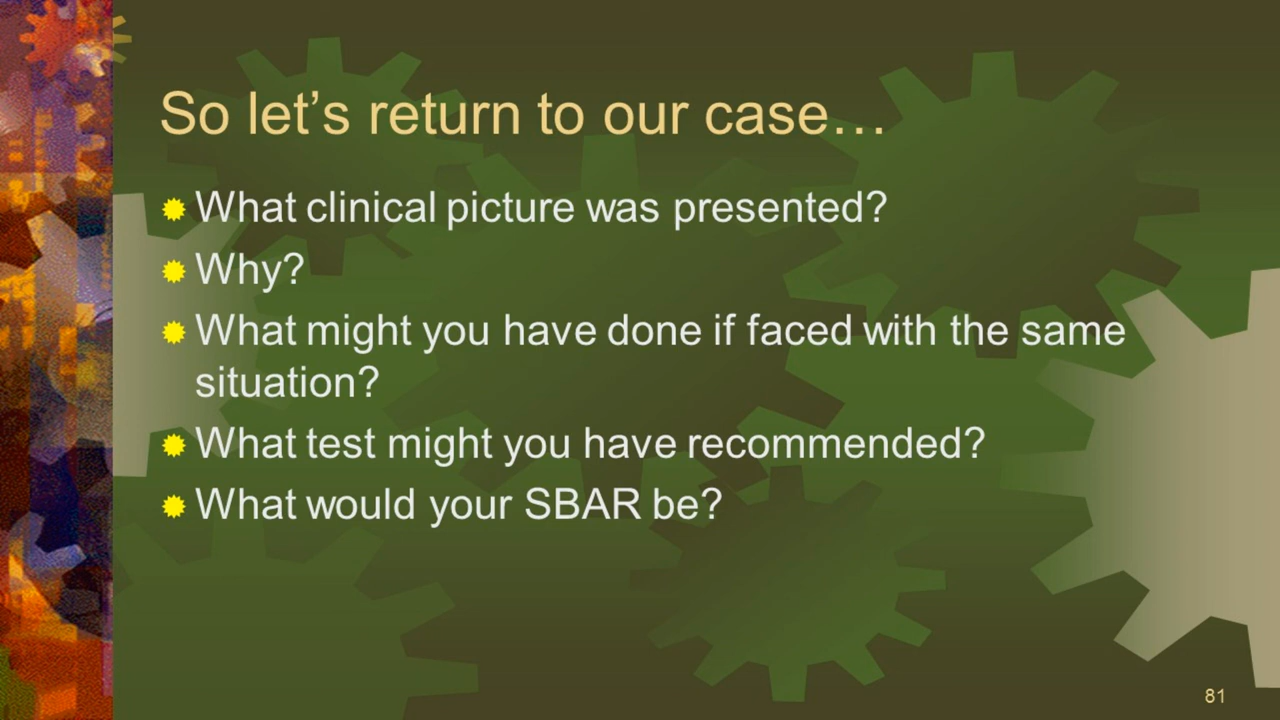 So let’s return to our case…
What clinical picture was presented?
Why?
What might you have done if faced with the same
situation?
What test might you have recommended?
What would your SBAR be?
81